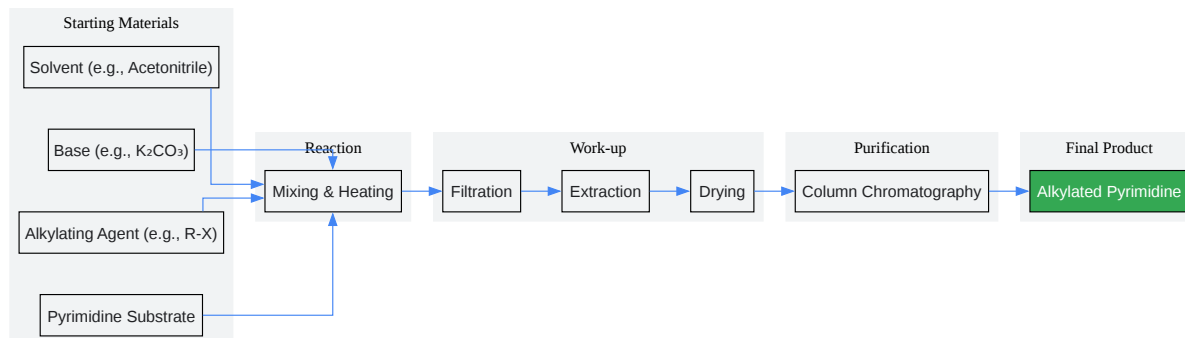 Starting Materials
Solvent (e.g., Acetonitrile)
Base (e.g., K₂CO₃)
Alkylating Agent (e.g., R-X)
Pyrimidine Substrate
Reaction
Mixing & Heating
Work-up
Filtration
Extraction
Drying
Purification
Column Chromatography
Final Product
Alkylated Pyrimidine